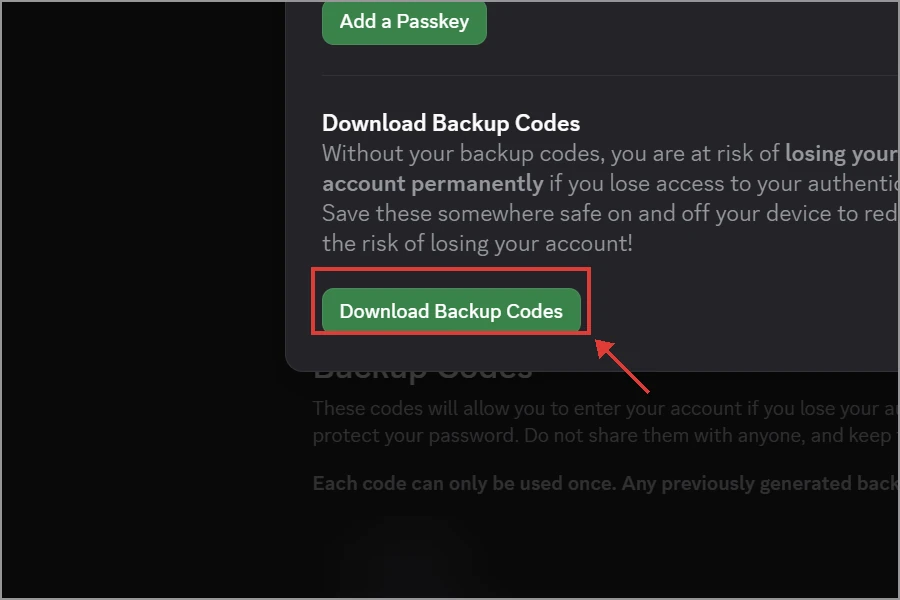 Add a Passkey
Download Backup Codes
Without your backup codes, you are at risk of losing your
account permanently if you lose access to your
Save these somewhere safe on and off your device to
the risk of losing your account!
Download Backup Codes
Backup Codes
These codes will allow you to enter your account if you lose your
protect your password. Do not share them with anyone, and keep
Each code can only be used once. Any previously generated